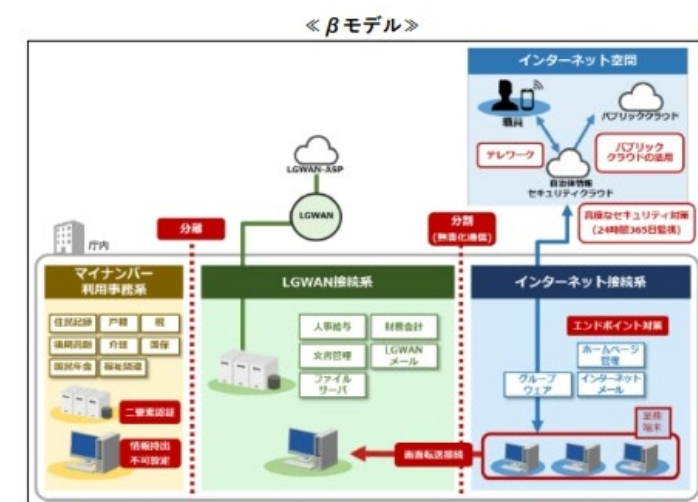 ≪βモデル≫
インターネット空間
職員
パブリッククラウド
テレワーク
パブリック
クラウドの活用
自治体情報
セキュリティクラウド
LGWAN-ASP
LGWAN
分離
分割
(無害化通信)
高度なセキュリティ対策
(24時間365日監視)
庁内
マイナンバー
利用事務系
LGWAN接続系
インターネット接続系
住民記録
戸籍
税
後期高齢
介護
国保
国民年金
福祉関連
二要素認証
情報持出
不可設定
人事給与
財務会計
文書管理
LGWAN
メール
ファイル
サーバ
エンドポイント対策
ホームページ
管理
グループ
ウェア
インターネット
メール
業務
端末
画面転送接続